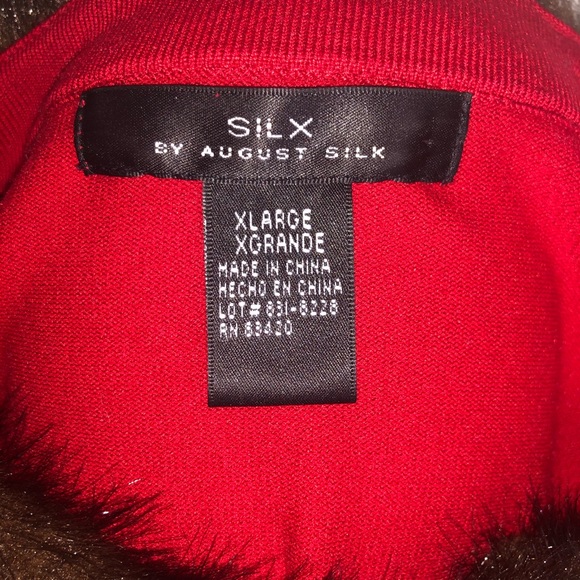 SILX
BY AUGUST SILK
XLARGE
XGRANDE
MADE IN CHINA
HECHO EN CHINA
LOT# 831-8228
RN 83420